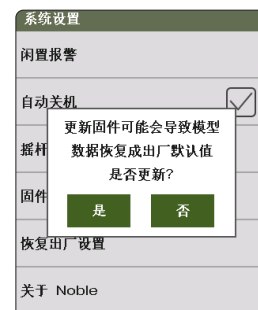 系统设置
闲置报警
自动关机
摇杆
固件
更新固件可能会导致模型
数据恢复成出厂默认值
是否更新?
是
否
恢复出厂设置
关于 Noble